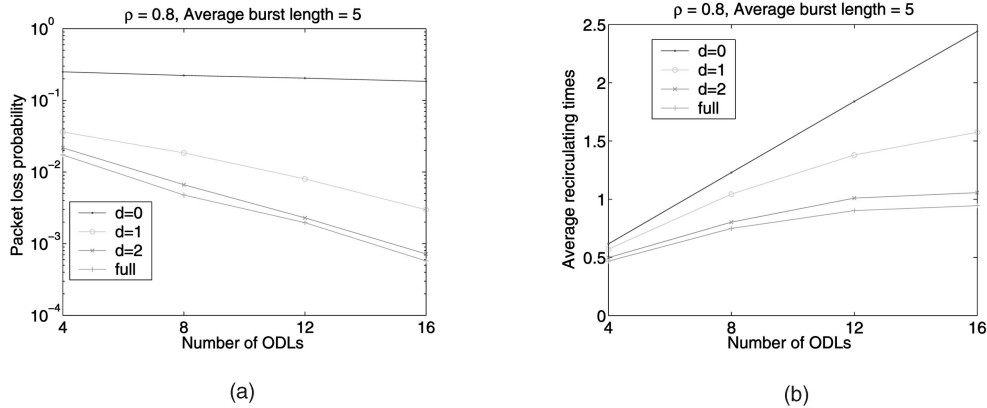 ρ = 0.8, Average burst length = 5
10^0
10^-1
10^-2
10^-3
10^-4
Packet loss probability
d=0
d=1
d=2
full
4 8 12 16
Number of ODLs
(a)
ρ = 0.8, Average burst length = 5
2.5
2
1.5
1
0.5
0
Average recirculating times
d=0
d=1
d=2
full
4 8 12 16
Number of ODLs
(b)